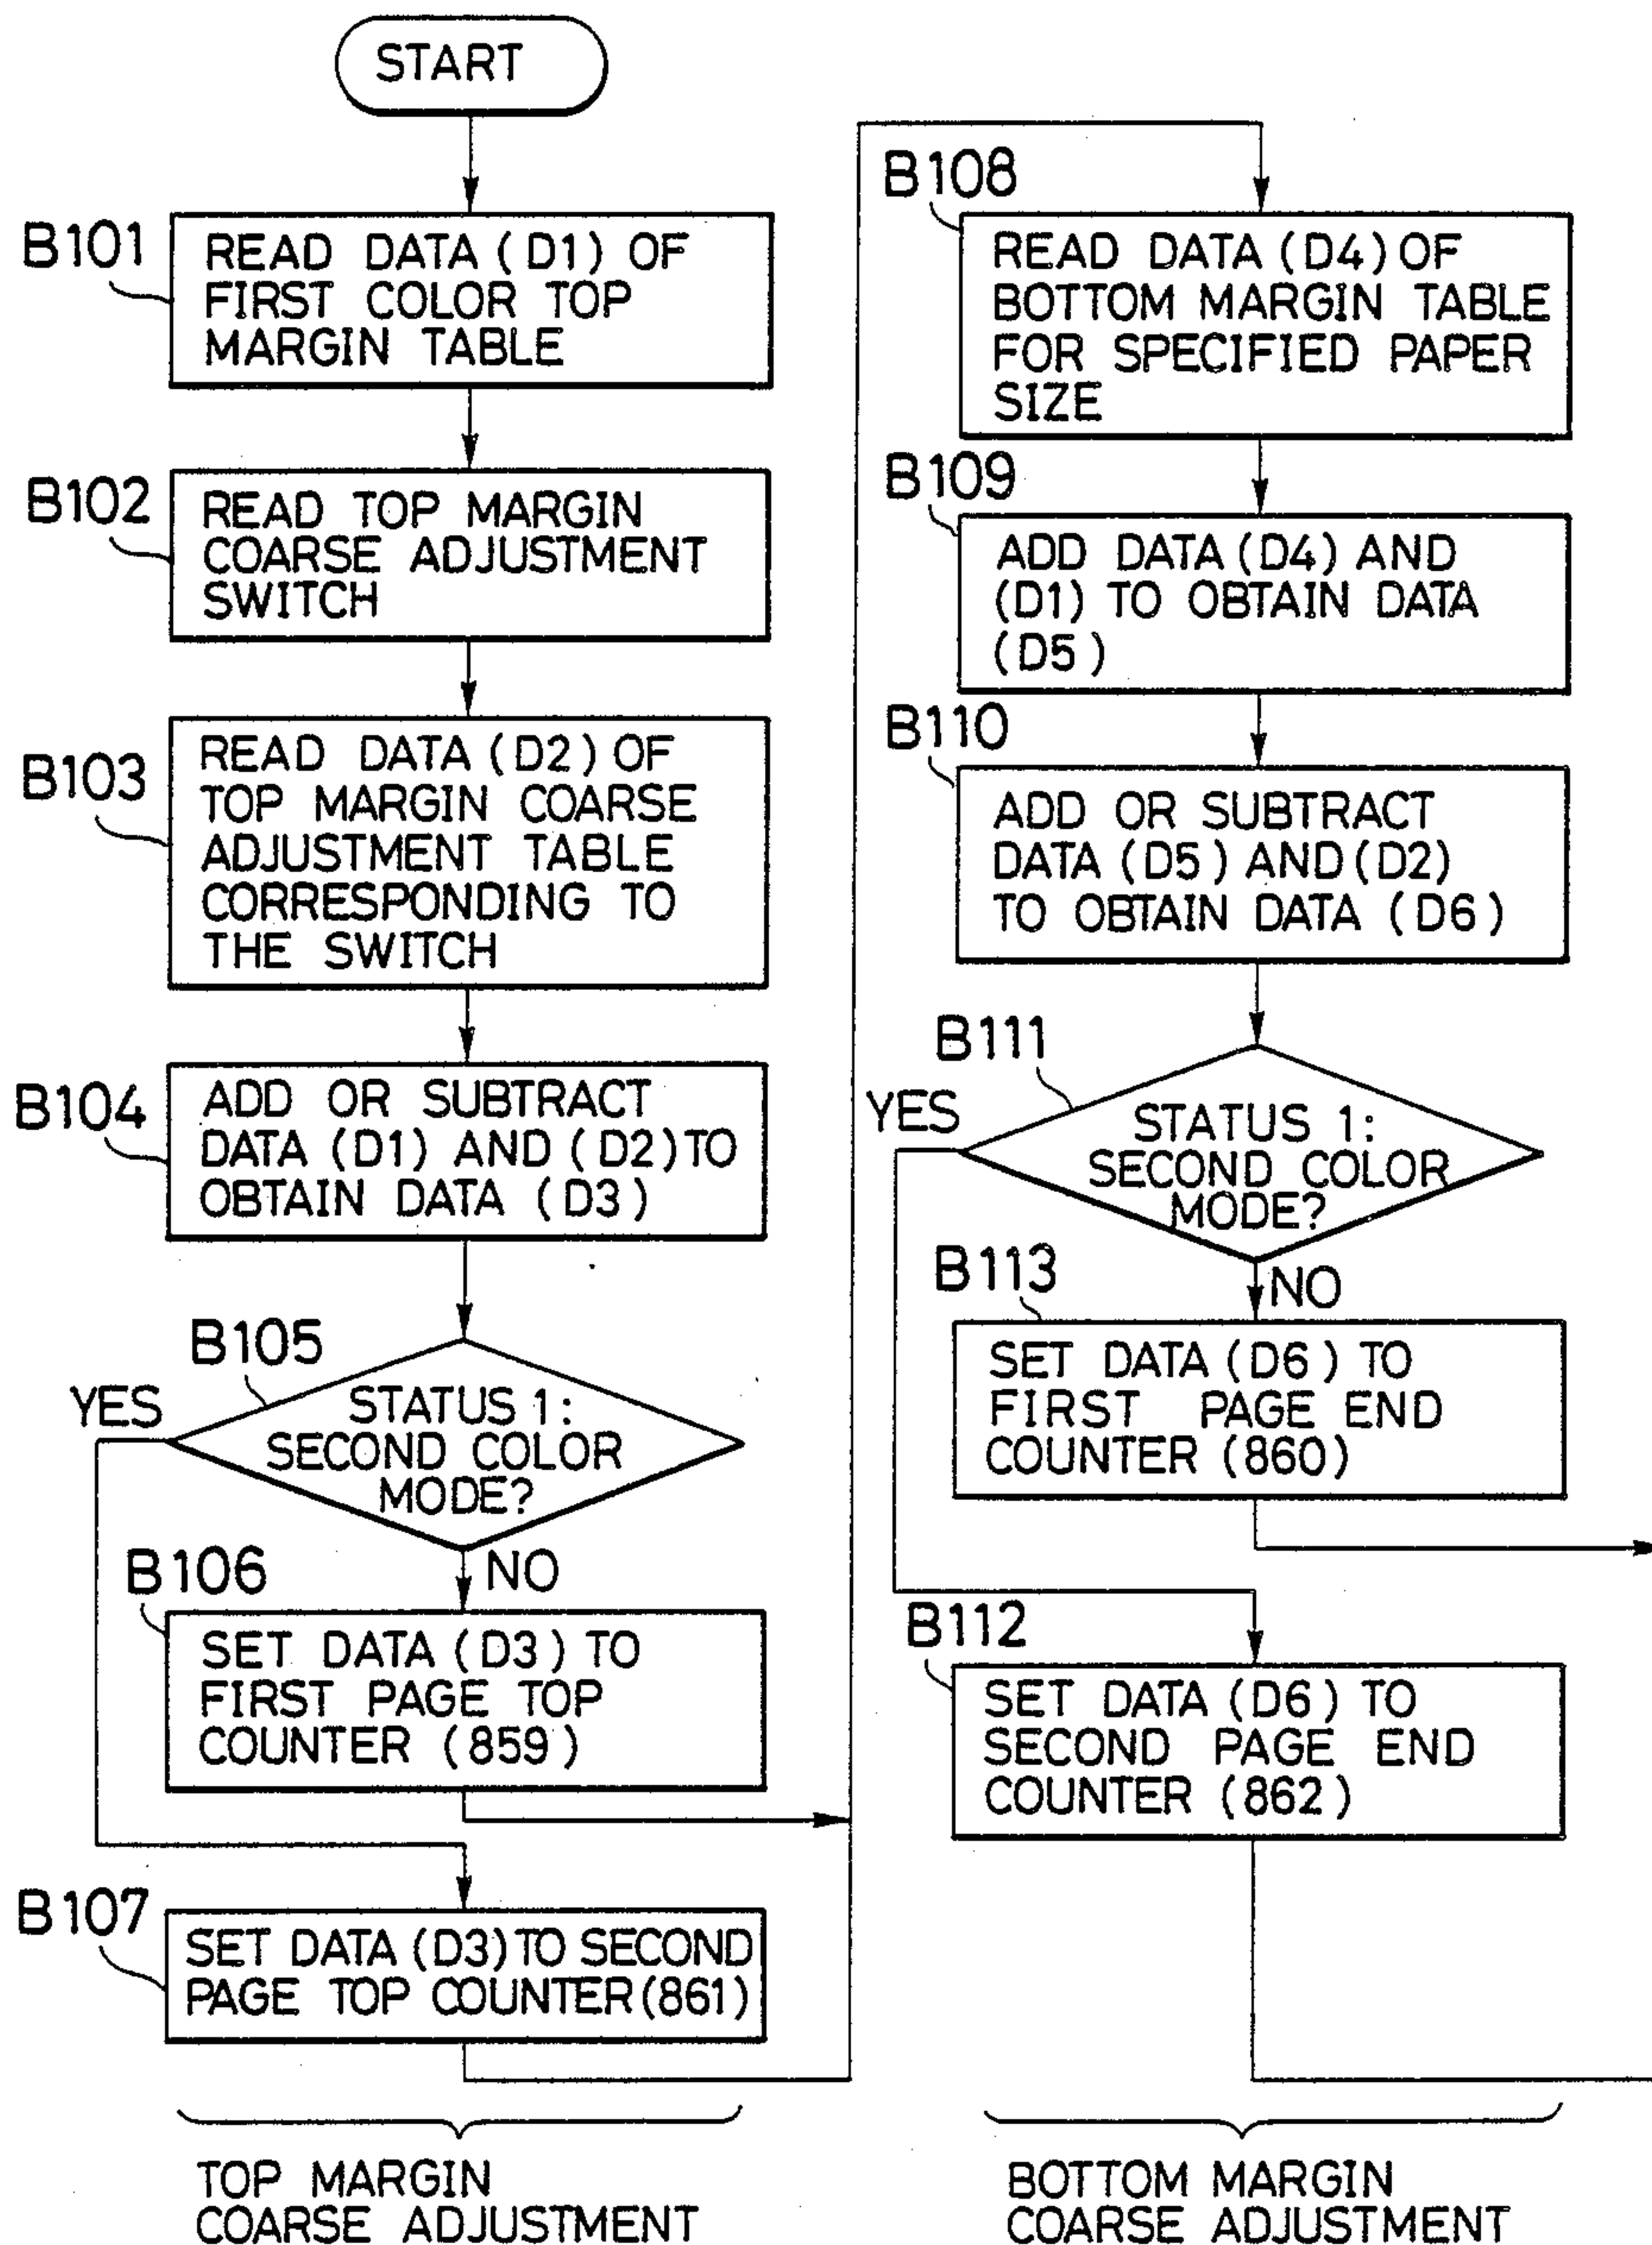 START
B101
READ DATA (D1) OF
FIRST COLOR TOP
MARGIN TABLE
B102
READ TOP MARGIN
COARSE ADJUSTMENT
SWITCH
B103
READ DATA (D2) OF
TOP MARGIN COARSE
ADJUSTMENT TABLE
CORRESPONDING TO
THE SWITCH
B104
ADD OR SUBTRACT
DATA (D1) AND (D2) TO
OBTAIN DATA (D3)
B105
STATUS 1:
SECOND COLOR
MODE?
YES
NO
B106
SET DATA (D3) TO
FIRST PAGE TOP
COUNTER (859)
B107
SET DATA (D3) TO SECOND
PAGE TOP COUNTER (861)
TOP MARGIN
COARSE ADJUSTMENT
B108
READ DATA (D4) OF
BOTTOM MARGIN TABLE
FOR SPECIFIED PAPER
SIZE
B109
ADD DATA (D4) AND
(D1) TO OBTAIN DATA
(D5)
B110
ADD OR SUBTRACT
DATA (D5) AND (D2)
TO OBTAIN DATA (D6)
B111
YES
STATUS 1:
SECOND COLOR
MODE?
B113
NO
SET DATA (D6) TO
FIRST PAGE END
COUNTER (860)
B112
SET DATA (D6) TO
SECOND PAGE END
COUNTER (862)
BOTTOM MARGIN
COARSE ADJUSTMENT